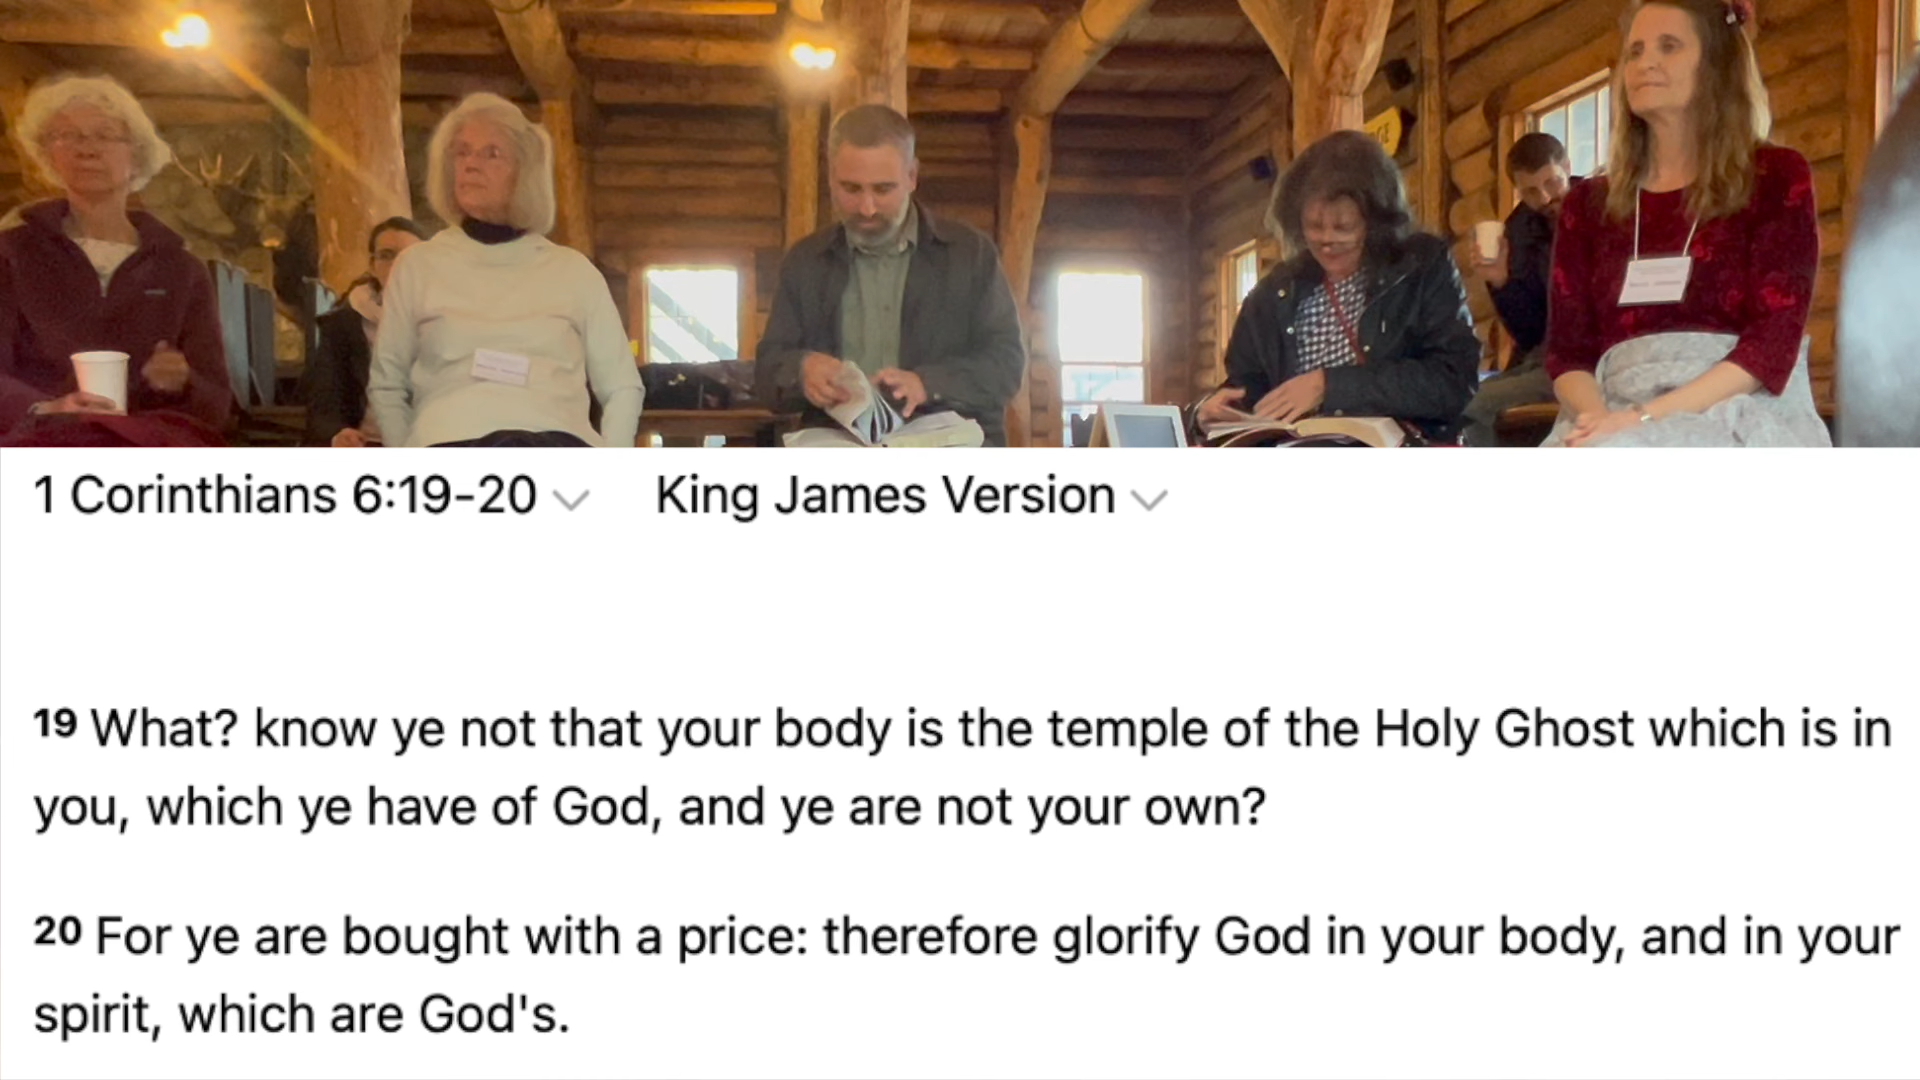 GE
1 Corinthians 6:19-20 King James Version
19 What? know ye not that your body is the temple of the Holy Ghost which is in
you, which ye have of God, and ye are not your own?
20 For ye are bought with a price: therefore glorify God in your body, and in your
spirit, which are God's.